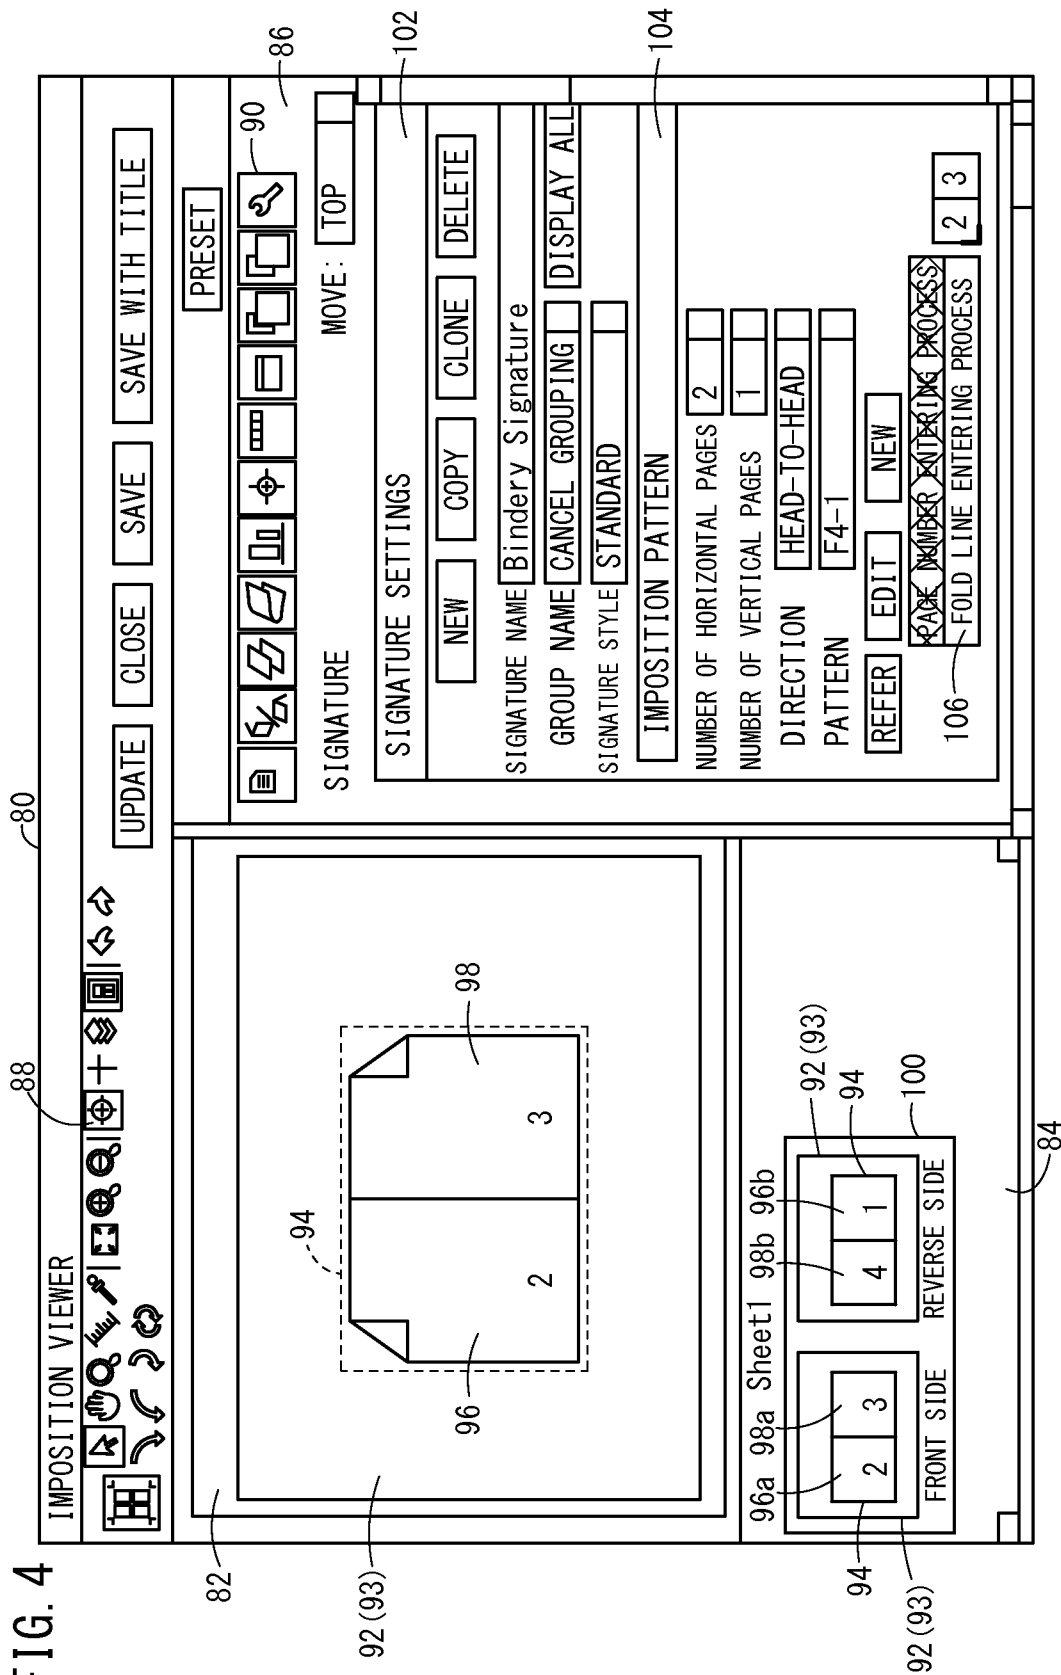 FIG. 4
80
IMPOSITION VIEWER
88
UPDATE CLOSE SAVE SAVE WITH TITLE
PRESET
90
86
82
92(93)
94
96
98
2 3
SIGNATURE MOVE: TOP
102
SIGNATURE SETTINGS
NEW COPY CLONE DELETE
SIGNATURE NAME Bindery Signature
GROUP NAME CANCEL GROUPING DISPLAY ALL
SIGNATURE STYLE STANDARD
104
IMPOSITION PATTERN
NUMBER OF HORIZONTAL PAGES 2
NUMBER OF VERTICAL PAGES 1
DIRECTION HEAD-TO-HEAD
PATTERN F4-1
REFER EDIT NEW
PAGE NUMBER ENTERING PROCESS
106 FOLD LINE ENTERING PROCESS
2 3
96a 98a Sheet1 98b 96b
92(93)
94
2 3 4 1
FRONT SIDE REVERSE SIDE
94
92(93)
100
84